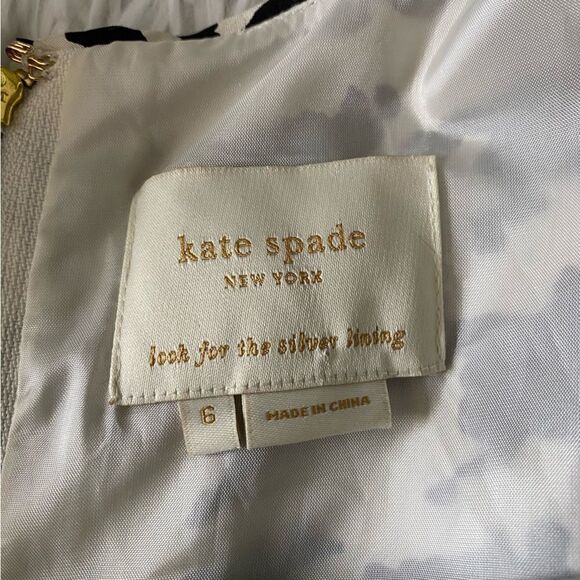 kate spade
NEW YORK
look for the silver lining
6
MADE IN CHINA